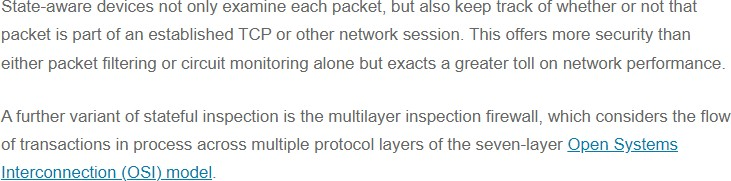 State-aware devices not only examine each packet, but also keep track of whether or not that
packet is part of an established TCP or other network session. This offers more security than
either packet filtering or circuit monitoring alone but exacts a greater toll on network performance.
A further variant of stateful inspection is the multilayer inspection firewall, which considers the flow
of transactions in process across multiple protocol layers of the seven-layer Open Systems
Interconnection (OSI) model.